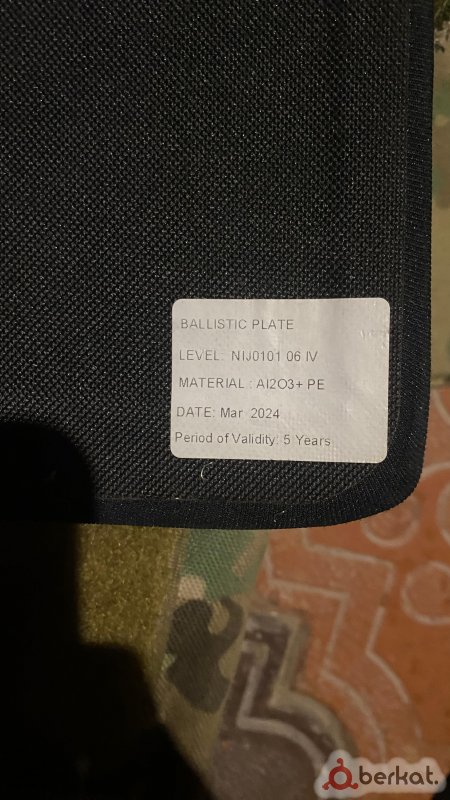 BALLISTIC PLATE
LEVEL: NIJ0101 06 IV
MATERIAL : Al2O3+ PE
DATE: Mar 2024
Period of Validity: 5 Years
berkat.